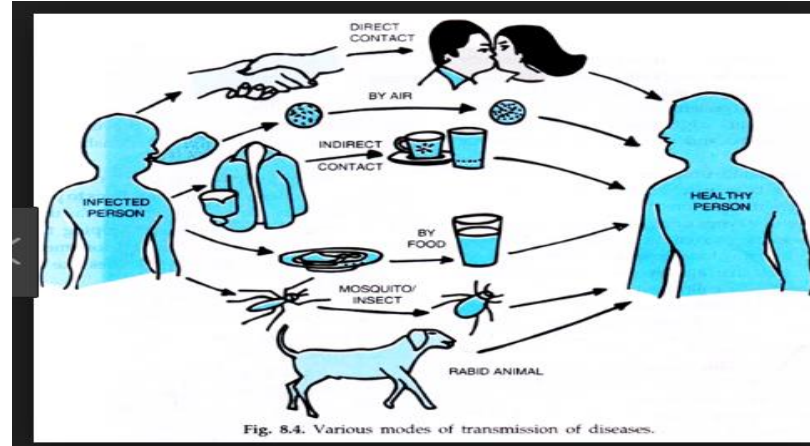 DIRECT
CONTACT
BY AIR
INDIRECT
CONTACT
INFECTED
PERSON
HEALTHY
PERSON
BY
FOOD
MOSQUITO/
INSECT
RABID ANIMAL
Fig. 8.4. Various modes of transmission of diseases.